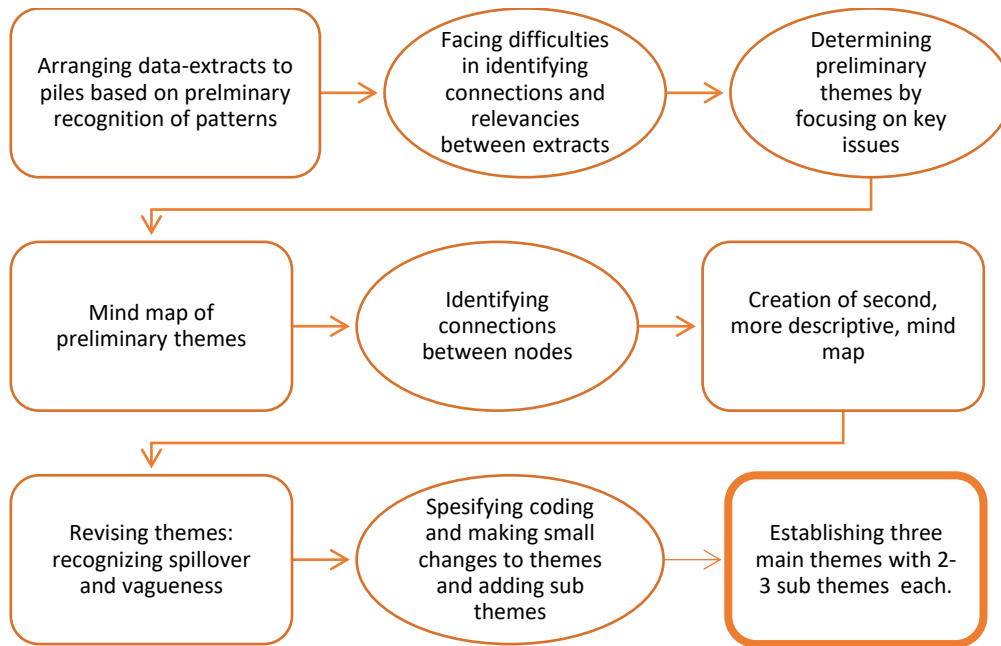 Arranging data-extracts to
piles based on prelminary
recognition of patterns
Facing difficulties
in identifying
connections and
relevancies
between extracts
Determining
preliminary
themes by
focusing on key
issues
Mind map of
preliminary themes
Identifying
connections
between nodes
Creation of second,
more descriptive, mind
map
Revising themes:
recognizing spillover
and vagueness
Spesifying coding
and making small
changes to themes
and adding sub
themes
Establishing three
main themes with 2-
3 sub themes  each.